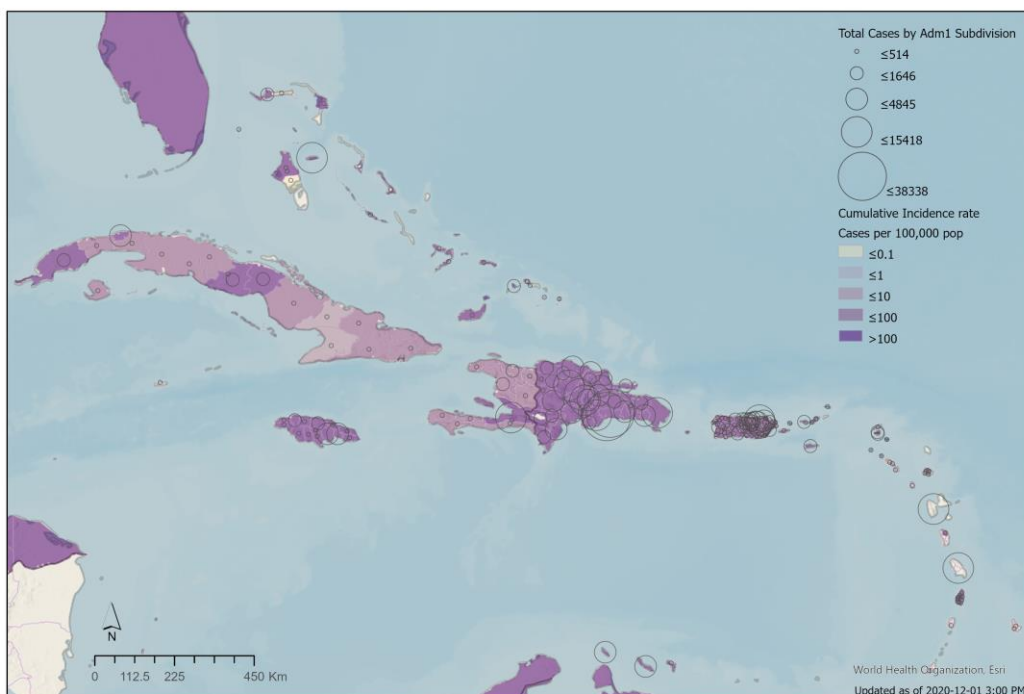 Total Cases by Adm1 Subdivision
≤514
≤1646
≤4845
≤15418
≤38338
Cumulative Incidence rate
Cases per 100,000 pop
≤0.1
≤1
≤10
≤100
>100
N
0 112.5 225 450 Km
World Health Organization, Esri
Updated as of 2020-12-01 3:00 PM